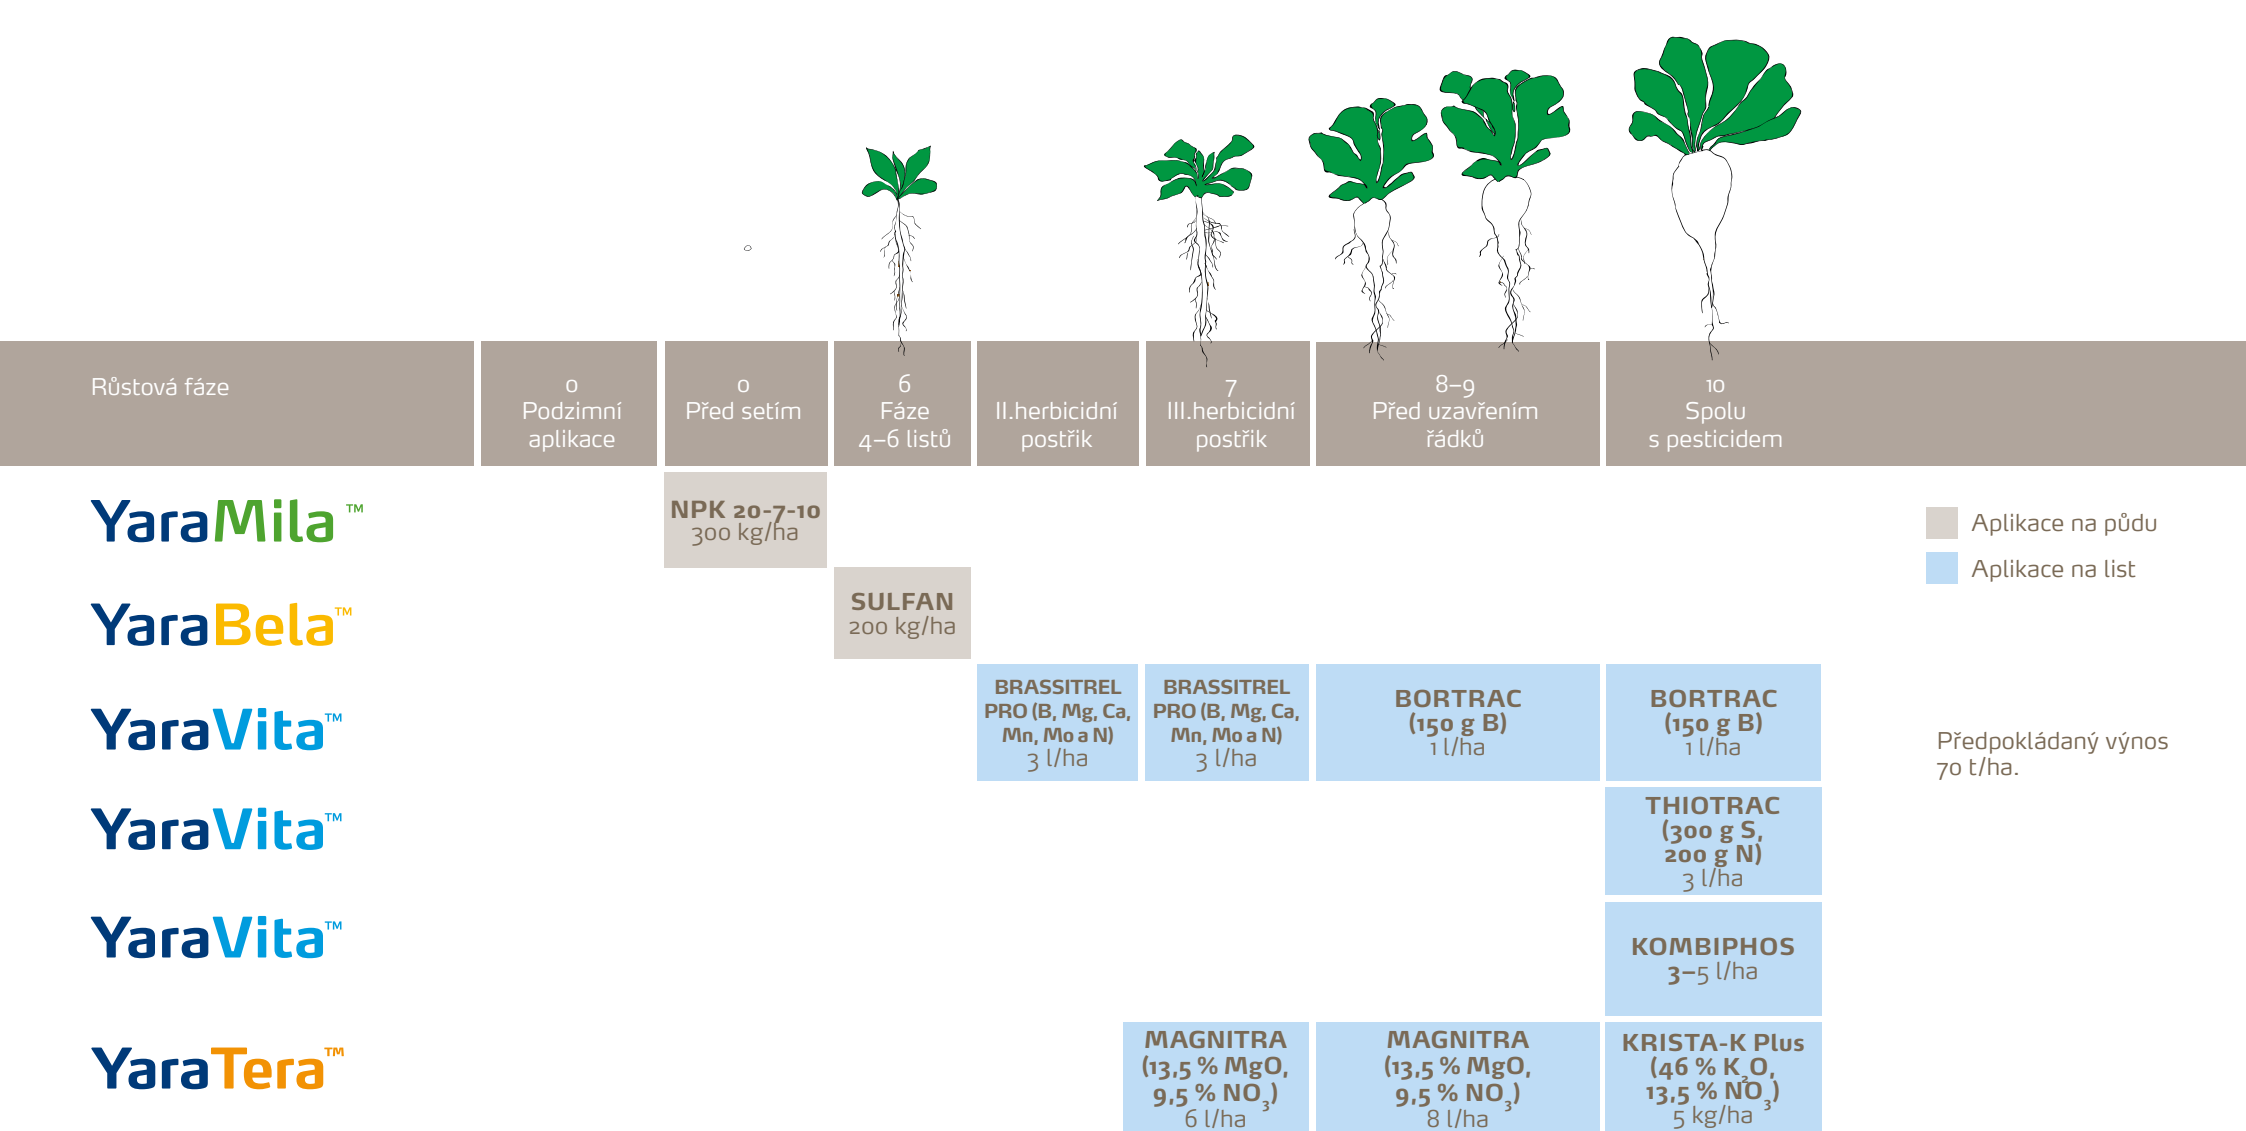 Růstová fáze
0
Podzimní
aplikace
0
Před setím
6
Fáze
4–6 listů
II.herbicidní
postřik
7
III.herbicidní
postřik
8–9
Před uzavřením
řádků
10
Spolu
s pesticidem
YaraMila™
NPK 20-7-10
300 kg/ha
Aplikace na půdu
Aplikace na list
YaraBela™
SULFAN
200 kg/ha
YaraVita™
BRASSITREL
PRO (B, Mg, Ca,
Mn, Mo a N)
3 l/ha
BRASSITREL
PRO (B, Mg, Ca,
Mn, Mo a N)
3 l/ha
BORTRAC
(150 g B)
1 l/ha
BORTRAC
(150 g B)
1 l/ha
Předpokládaný výnos
70 t/ha.
YaraVita™
THIOTRAC
(300 g S,
200 g N)
3 l/ha
YaraVita™
KOMBIPHOS
3–5 l/ha
YaraTera™
MAGNITRA
(13,5 % MgO,
9,5 % NO₃)
6 l/ha
MAGNITRA
(13,5 % MgO,
9,5 % NO₃)
8 l/ha
KRISTA-K Plus
(46 % K₂O,
13,5 % NO₃)
5 kg/ha